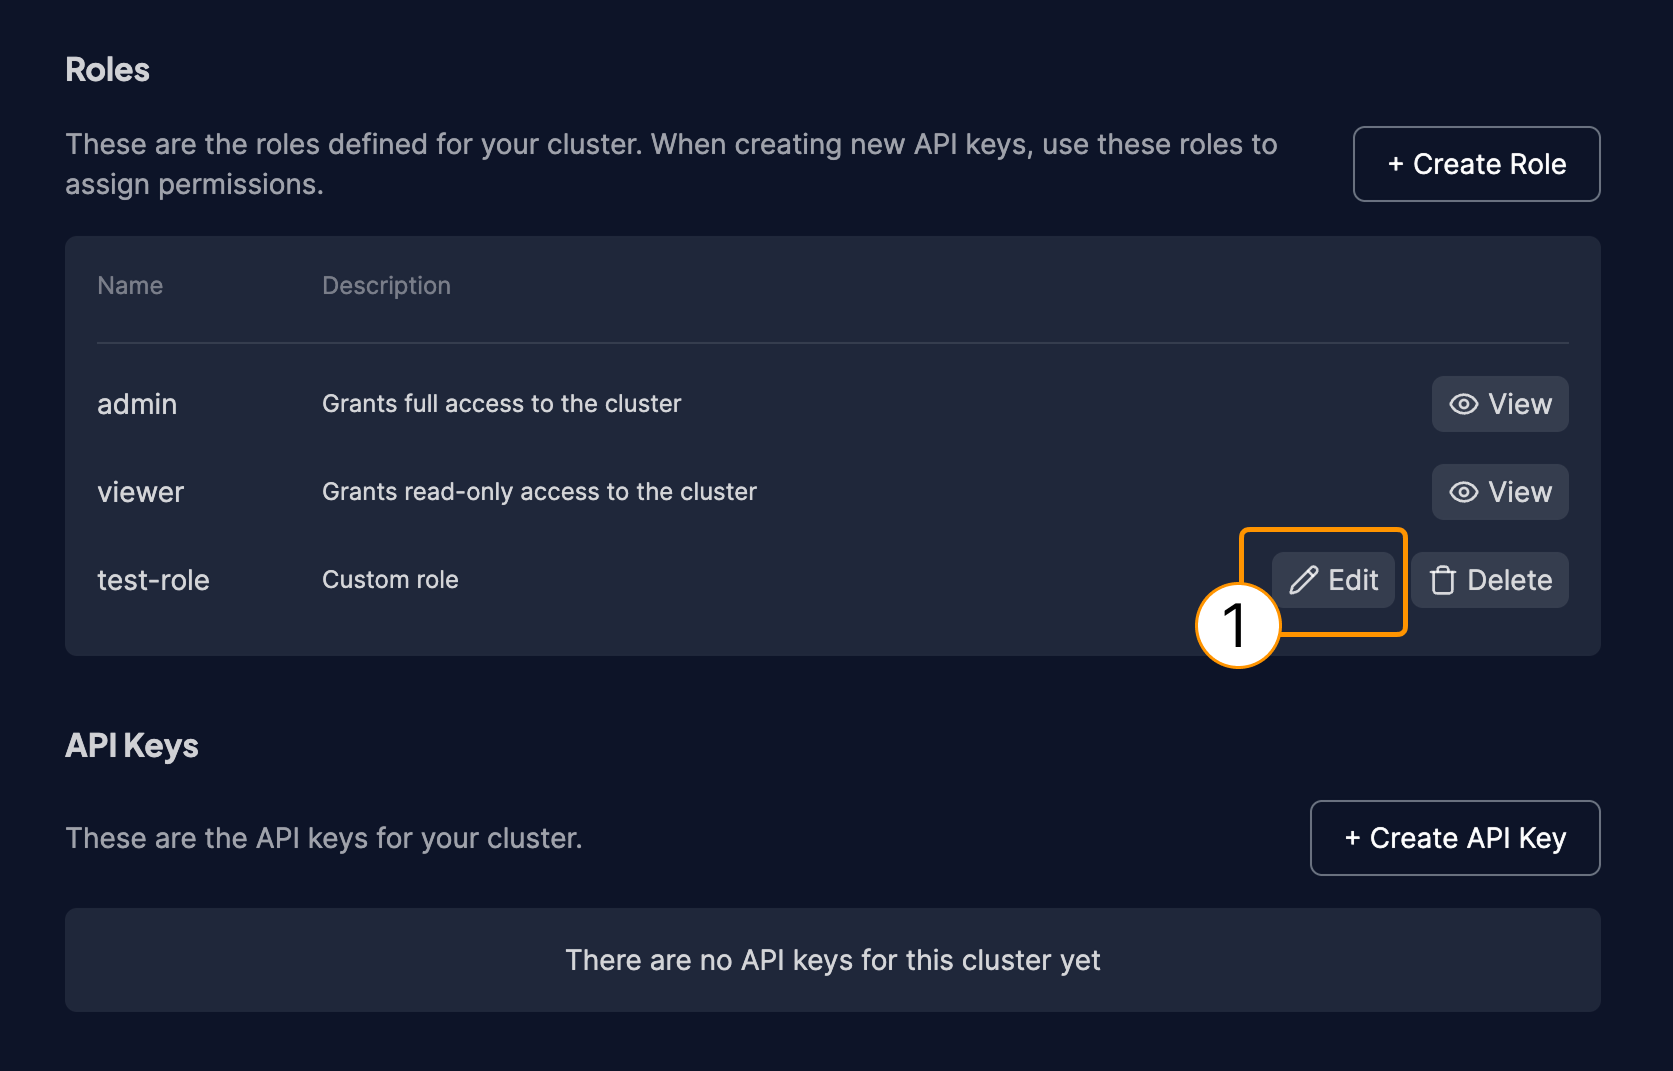 Roles
These are the roles defined for your cluster. When creating new API keys, use these roles to
assign permissions.
+ Create Role
Name Description
admin Grants full access to the cluster View
viewer Grants read-only access to the cluster View
test-role Custom role Edit Delete
1
API Keys
These are the API keys for your cluster.
+ Create API Key
There are no API keys for this cluster yet